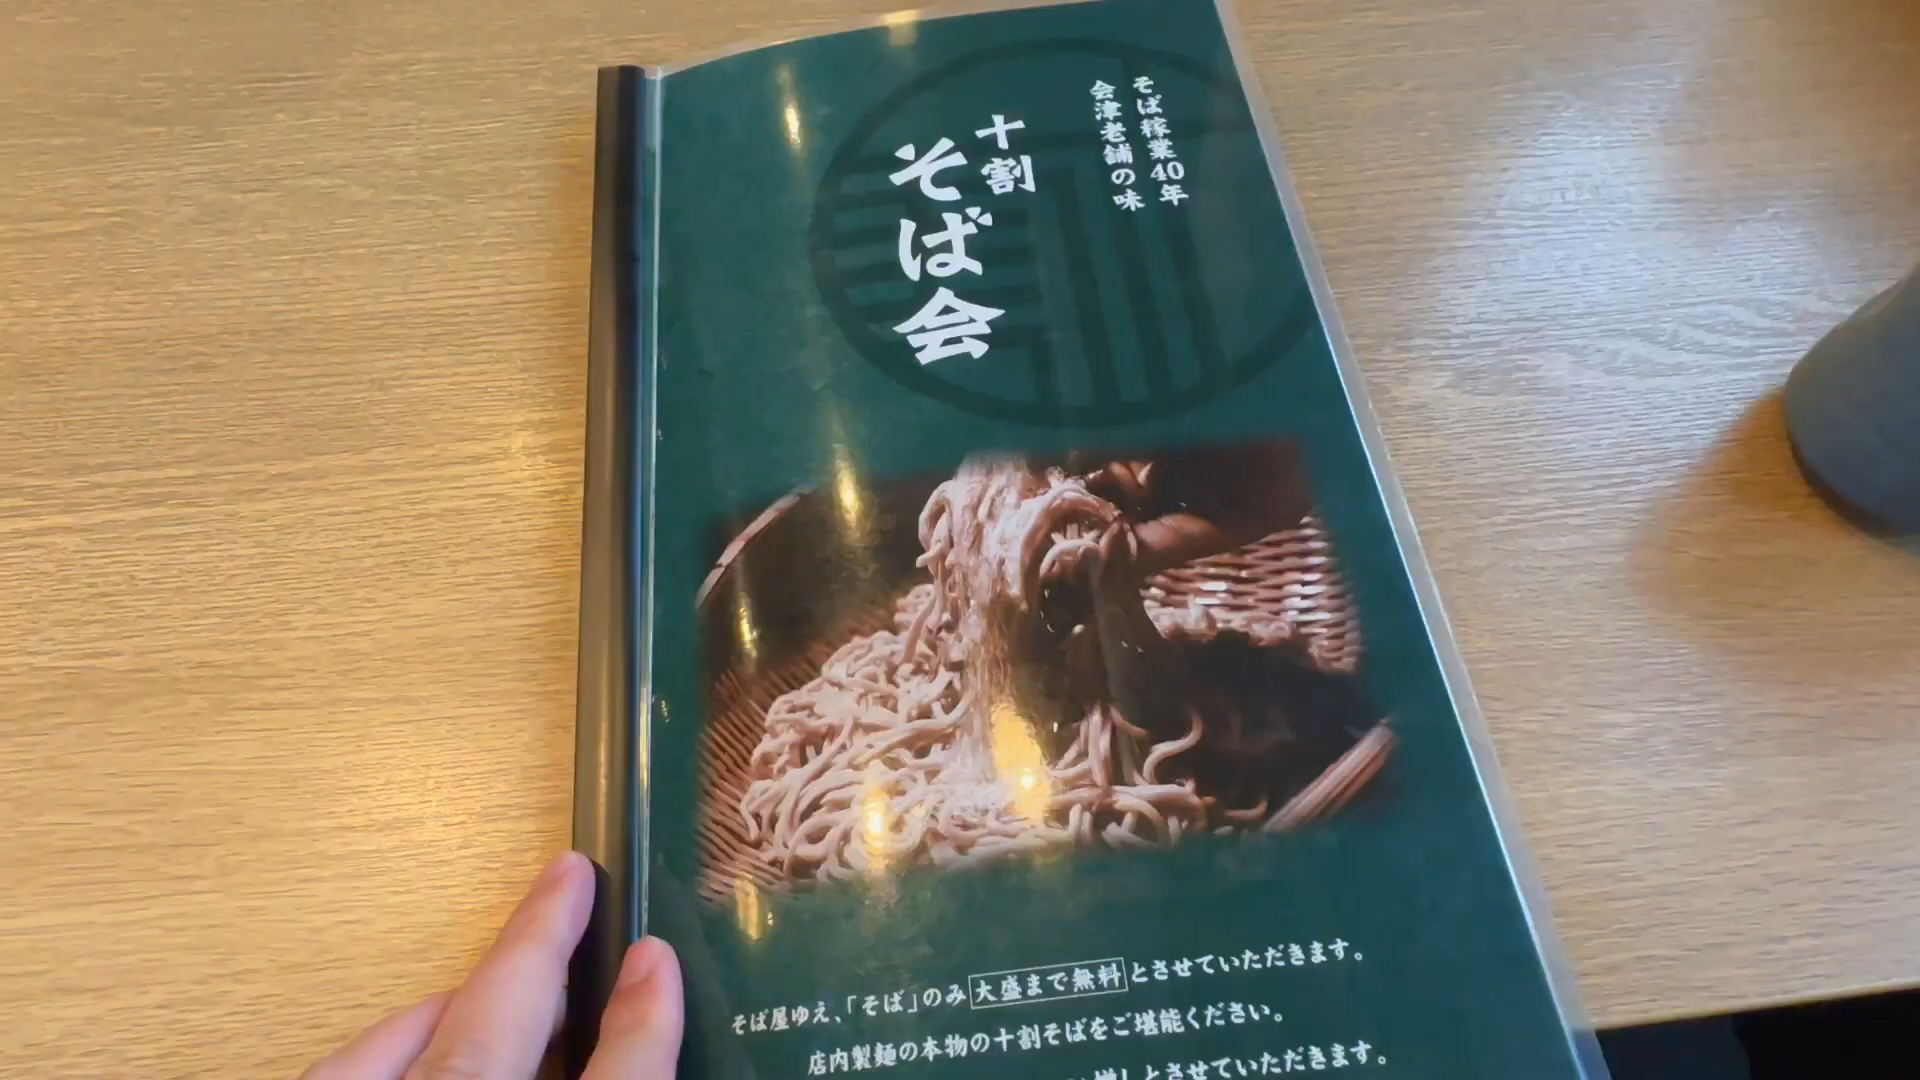 そば稼業40年
会津老舗の味
十割
そば会
そば屋ゆえ、「そば」のみ大盛まで無料とさせていただきます。
店内製麺の本物の十割そばをご堪能ください。
増しとさせていただきます。